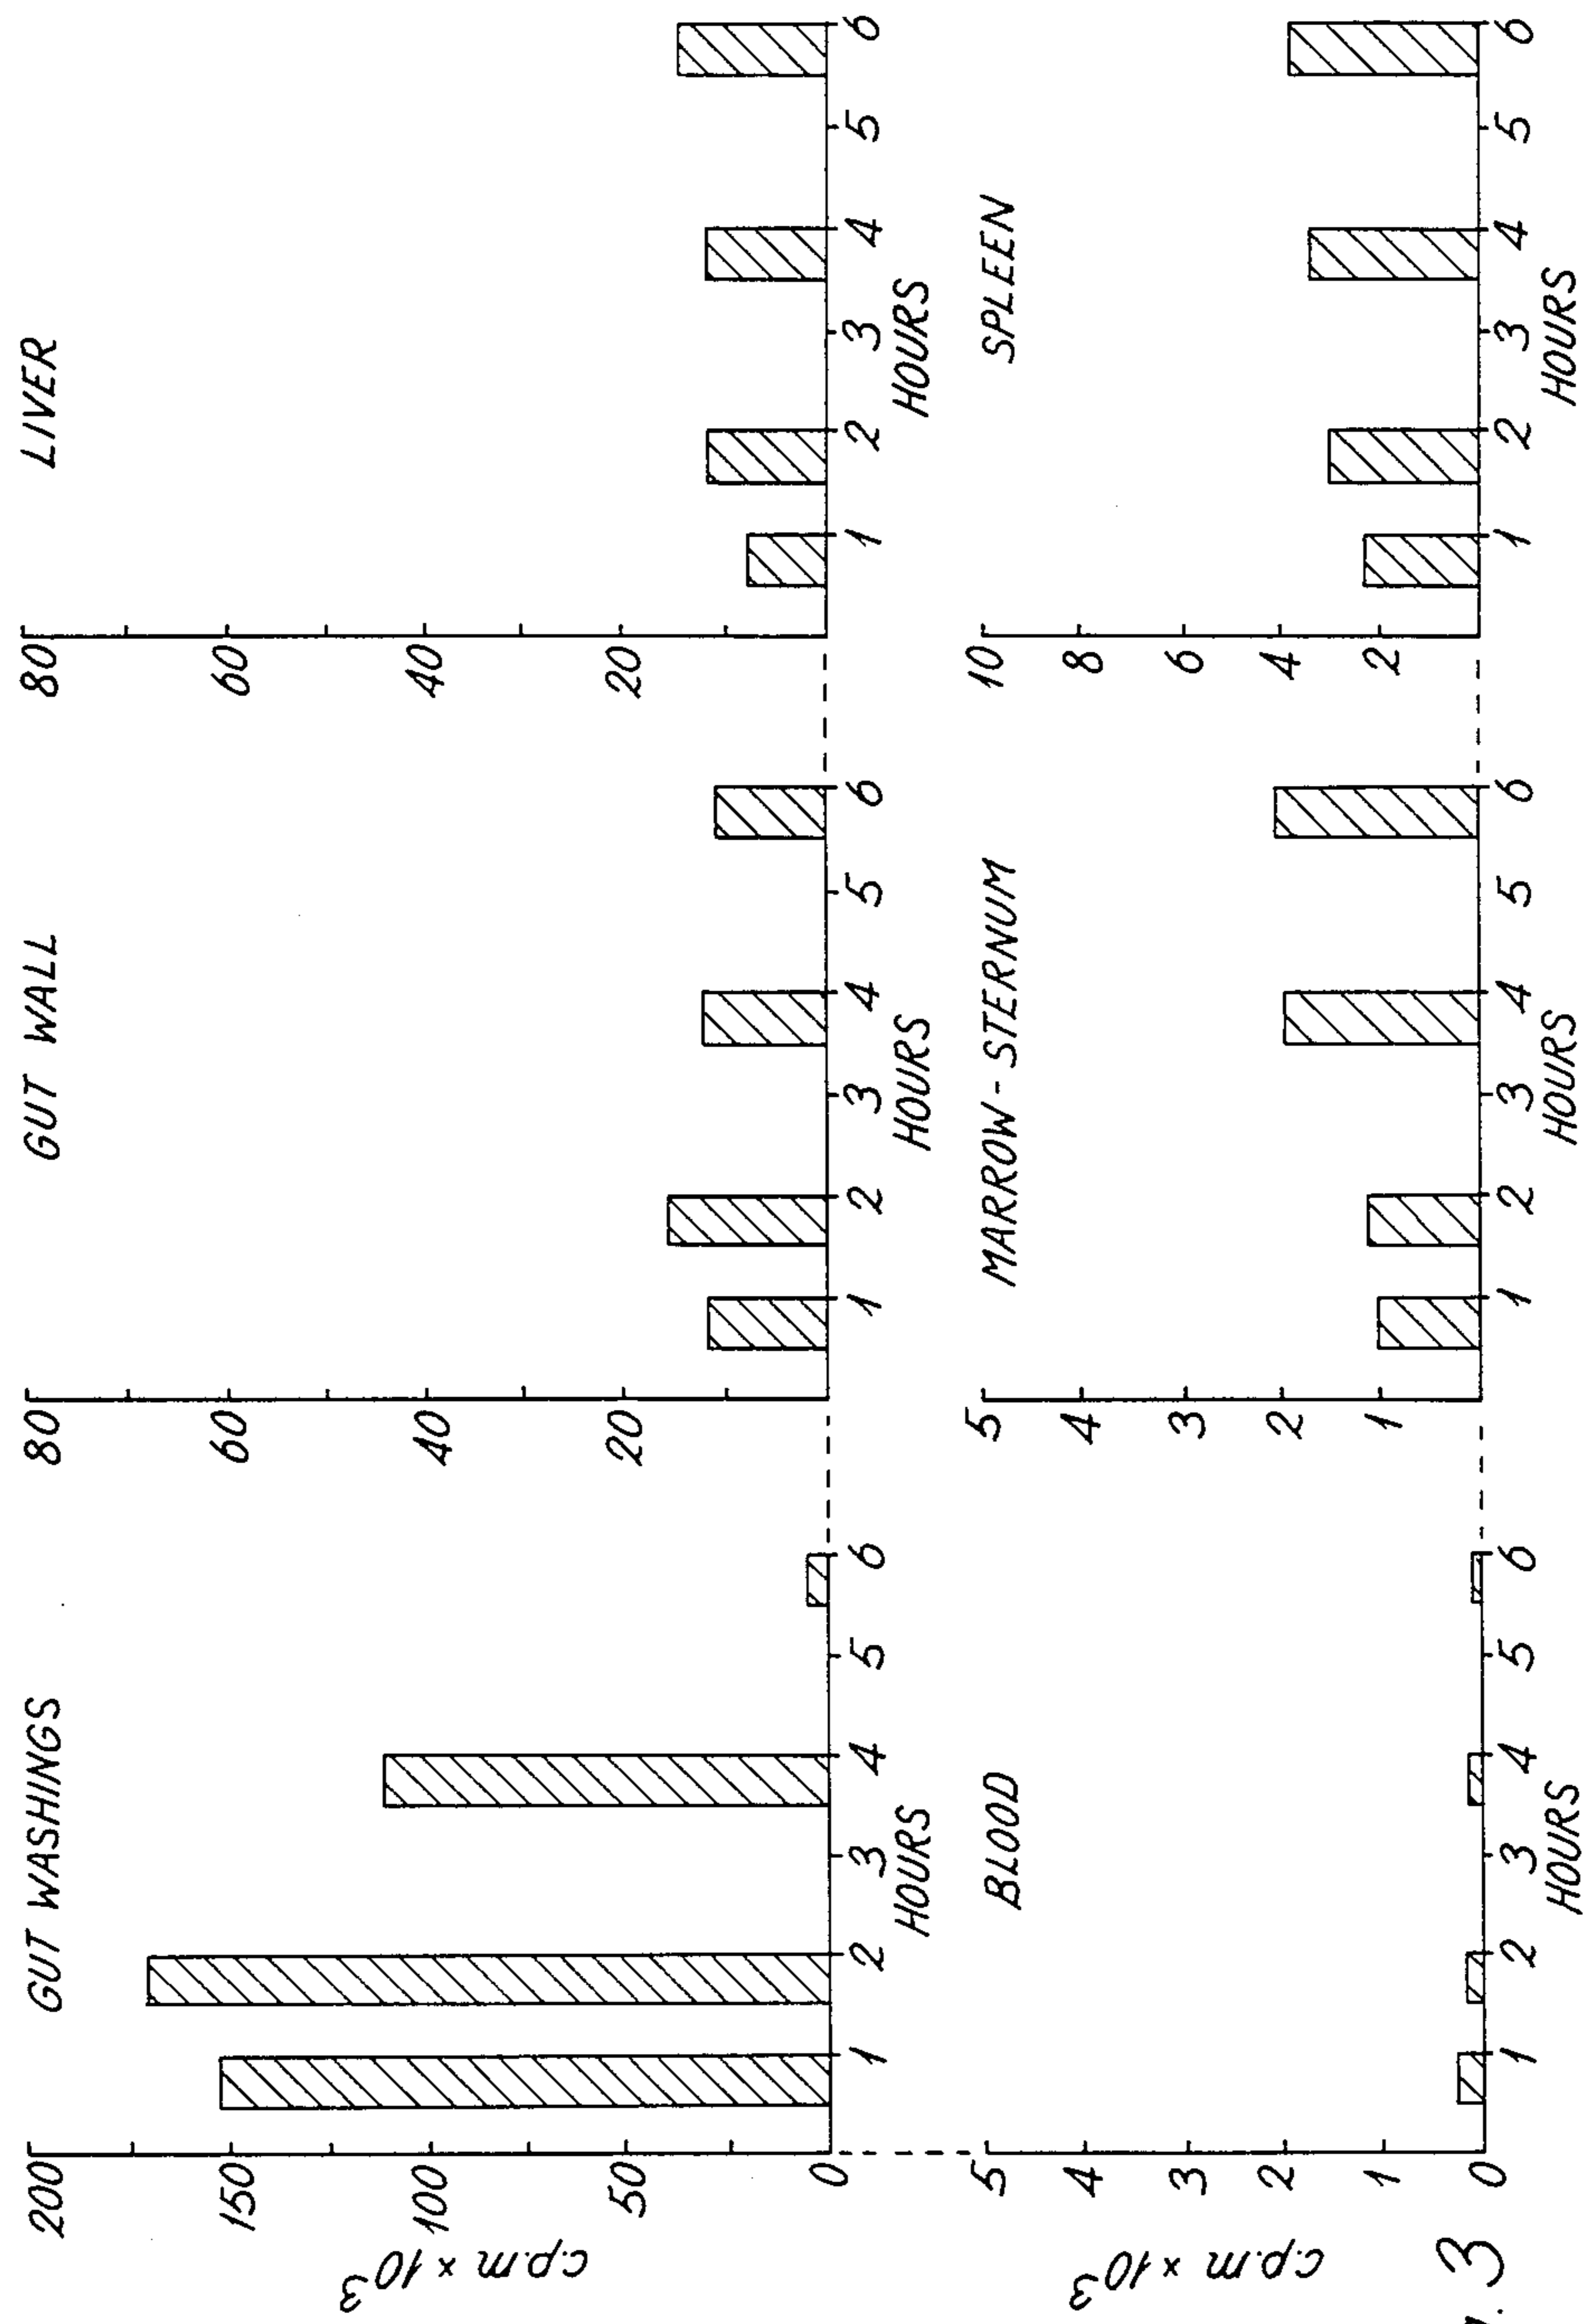 GUT WASHINGS
c.p.m × 10³
200
150
100
50
0
1 2 3 4 5 6
HOURS
GUT WALL
80
60
40
20
1 2 3 4 5 6
HOURS
LIVER
80
60
40
20
1 2 3 4 5 6
HOURS
BLOOD
c.p.m × 10³
5
4
3
2
1
0
1 2 3 4 5 6
HOURS
MARROW - STERNUM
5
4
3
2
1
1 2 3 4 5 6
HOURS
SPLEEN
10
8
6
4
2
1 2 3 4 5 6
HOURS
3